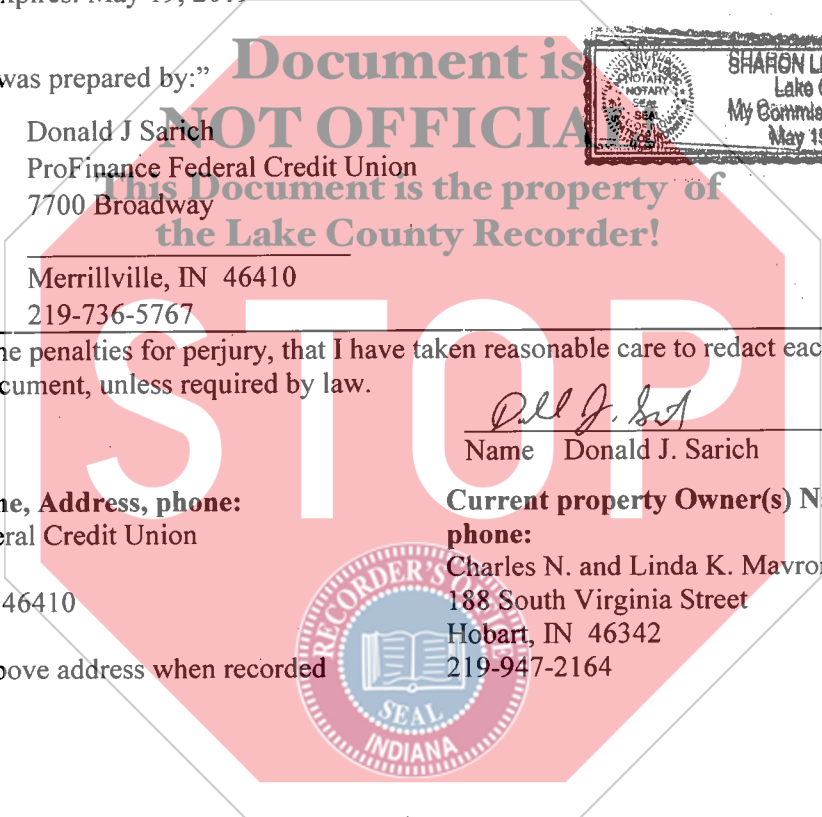 was prepared by:"
Donald J Sarich
ProFinance Federal Credit Union
7700 Broadway
Merrillville, IN 46410
219-736-5767
penalties for perjury, that I have taken reasonable care to redact eac
cument, unless required by law.
Name Donald J. Sarich
e, Address, phone:
eral Credit Union
46410
bove address when recorded
Current property Owner(s) N
phone:
Charles N. and Linda K. Mavro
188 South Virginia Street
Hobart, IN 46342
219-947-2164
Document is
NOT OFFICIAL
This Document is the property of
the Lake County Recorder!
STOP
RECORDER'S OFFICE
SEAL
INDIANA
SHARON
Lake
NOTARY
SEAL
My Commis
May